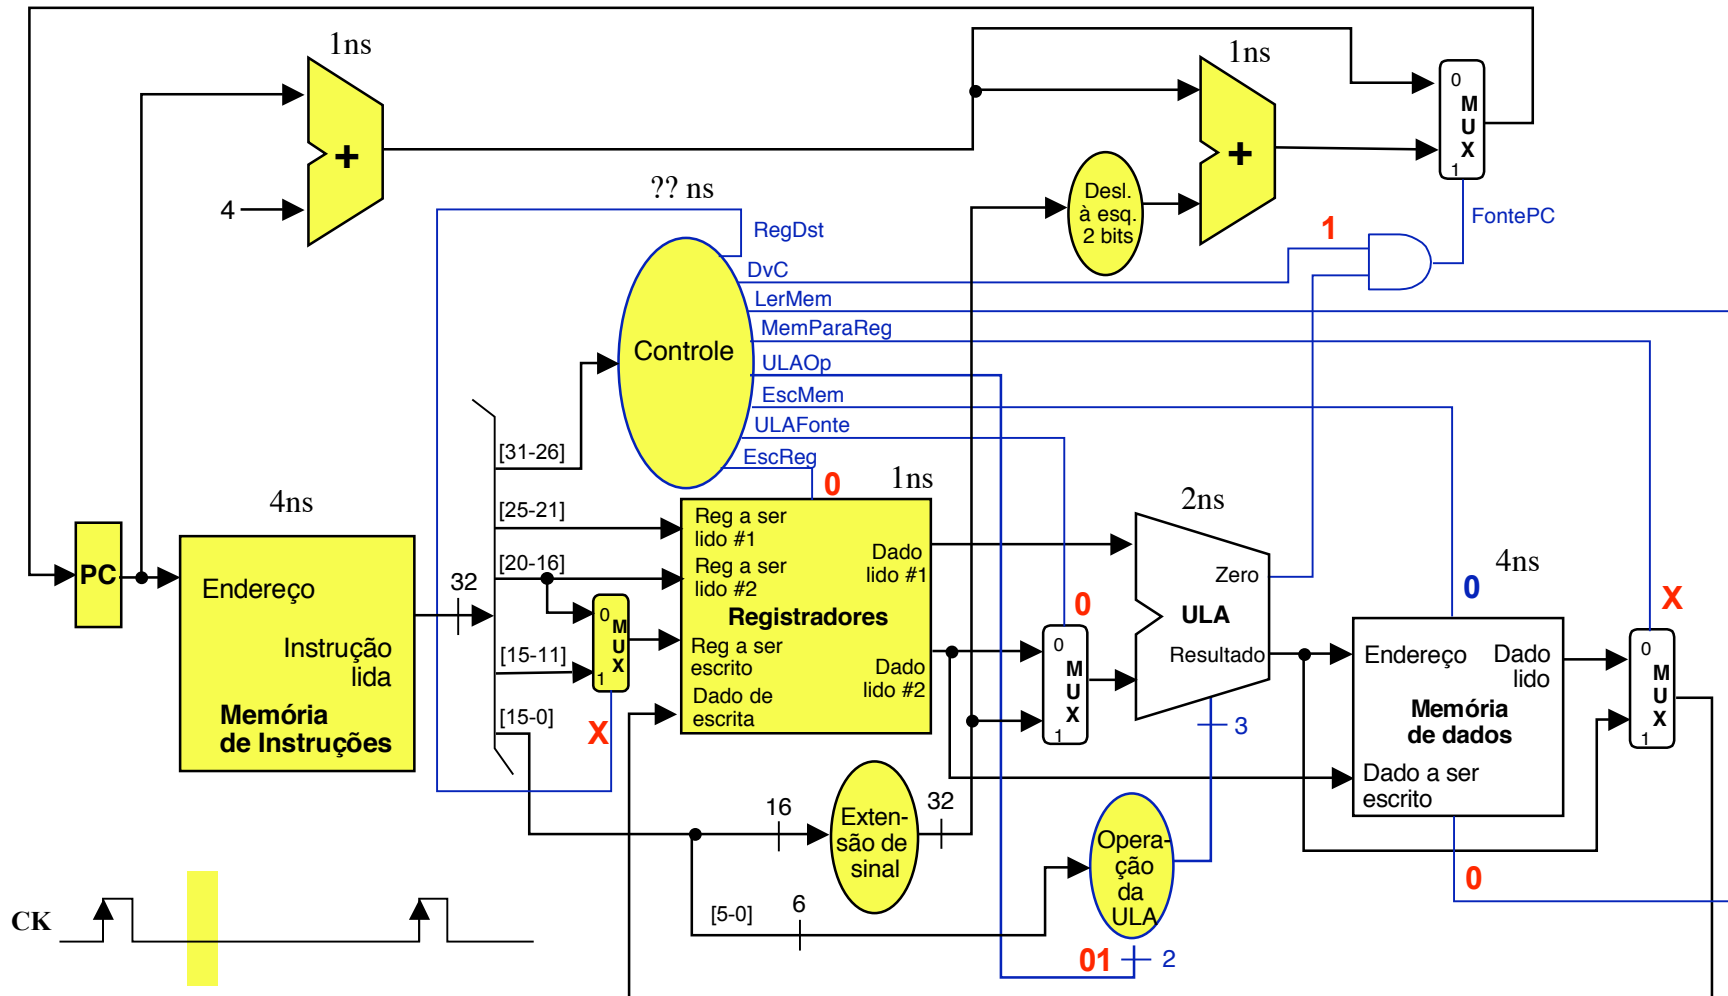 1ns
1ns
0
M
U
X
1
+
+
4
?? ns
Desl.
à esq.
2 bits
FontePC
1
RegDst
DvC
LerMem
MemParaReg
ULAOp
EscMem
ULAFonte
EscReg
Controle
[31-26]
0
1ns
4ns
2ns
4ns
[25-21]
[20-16]
[15-11]
[15-0]
PC
Endereço
Instrução
lida
Memória
de Instruções
32
0
M
U
X
1
X
Reg a ser
lido #1
Reg a ser
lido #2
Registradores
Reg a ser
escrito
Dado de
escrita
Dado
lido #1
Dado
lido #2
0
0
M
U
X
1
Zero
ULA
Resultado
3
0
Endereço
Dado
lido
Memória
de dados
Dado a ser
escrito
0
X
0
M
U
X
1
16
Exten-
são de
sinal
32
Opera-
ção
da
ULA
[5-0]
6
01
2
CK